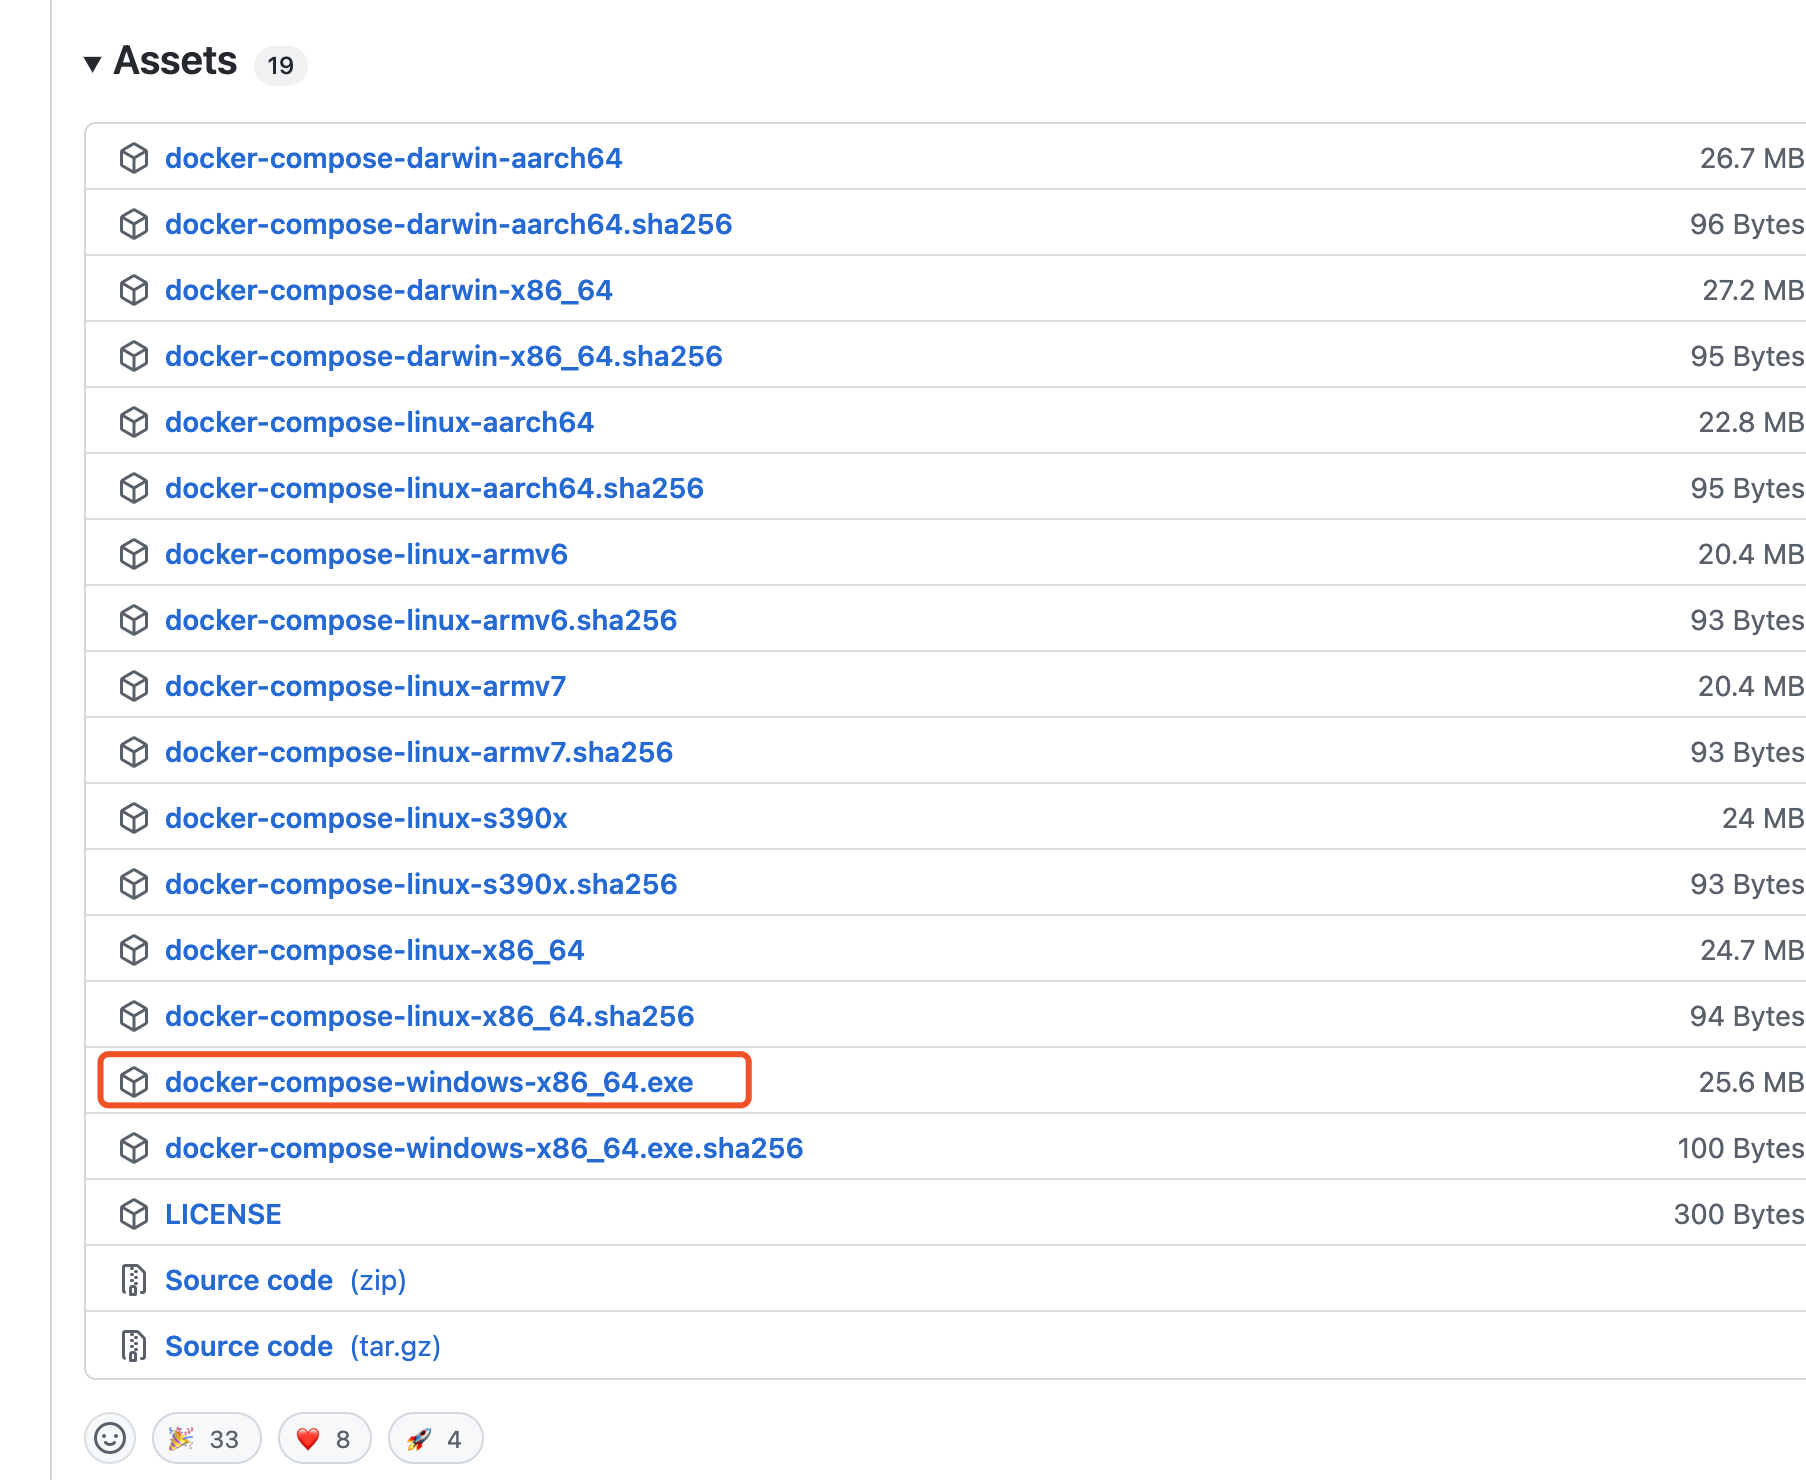 Assets 19
docker-compose-darwin-aarch64 26.7 MB
docker-compose-darwin-aarch64.sha256 96 Bytes
docker-compose-darwin-x86_64 27.2 MB
docker-compose-darwin-x86_64.sha256 95 Bytes
docker-compose-linux-aarch64 22.8 MB
docker-compose-linux-aarch64.sha256 95 Bytes
docker-compose-linux-armv6 20.4 MB
docker-compose-linux-armv6.sha256 93 Bytes
docker-compose-linux-armv7 20.4 MB
docker-compose-linux-armv7.sha256 93 Bytes
docker-compose-linux-s390x 24 MB
docker-compose-linux-s390x.sha256 93 Bytes
docker-compose-linux-x86_64 24.7 MB
docker-compose-linux-x86_64.sha256 94 Bytes
docker-compose-windows-x86_64.exe 25.6 MB
docker-compose-windows-x86_64.exe.sha256 100 Bytes
LICENSE 300 Bytes
Source code (zip)
Source code (tar.gz)
33 8 4